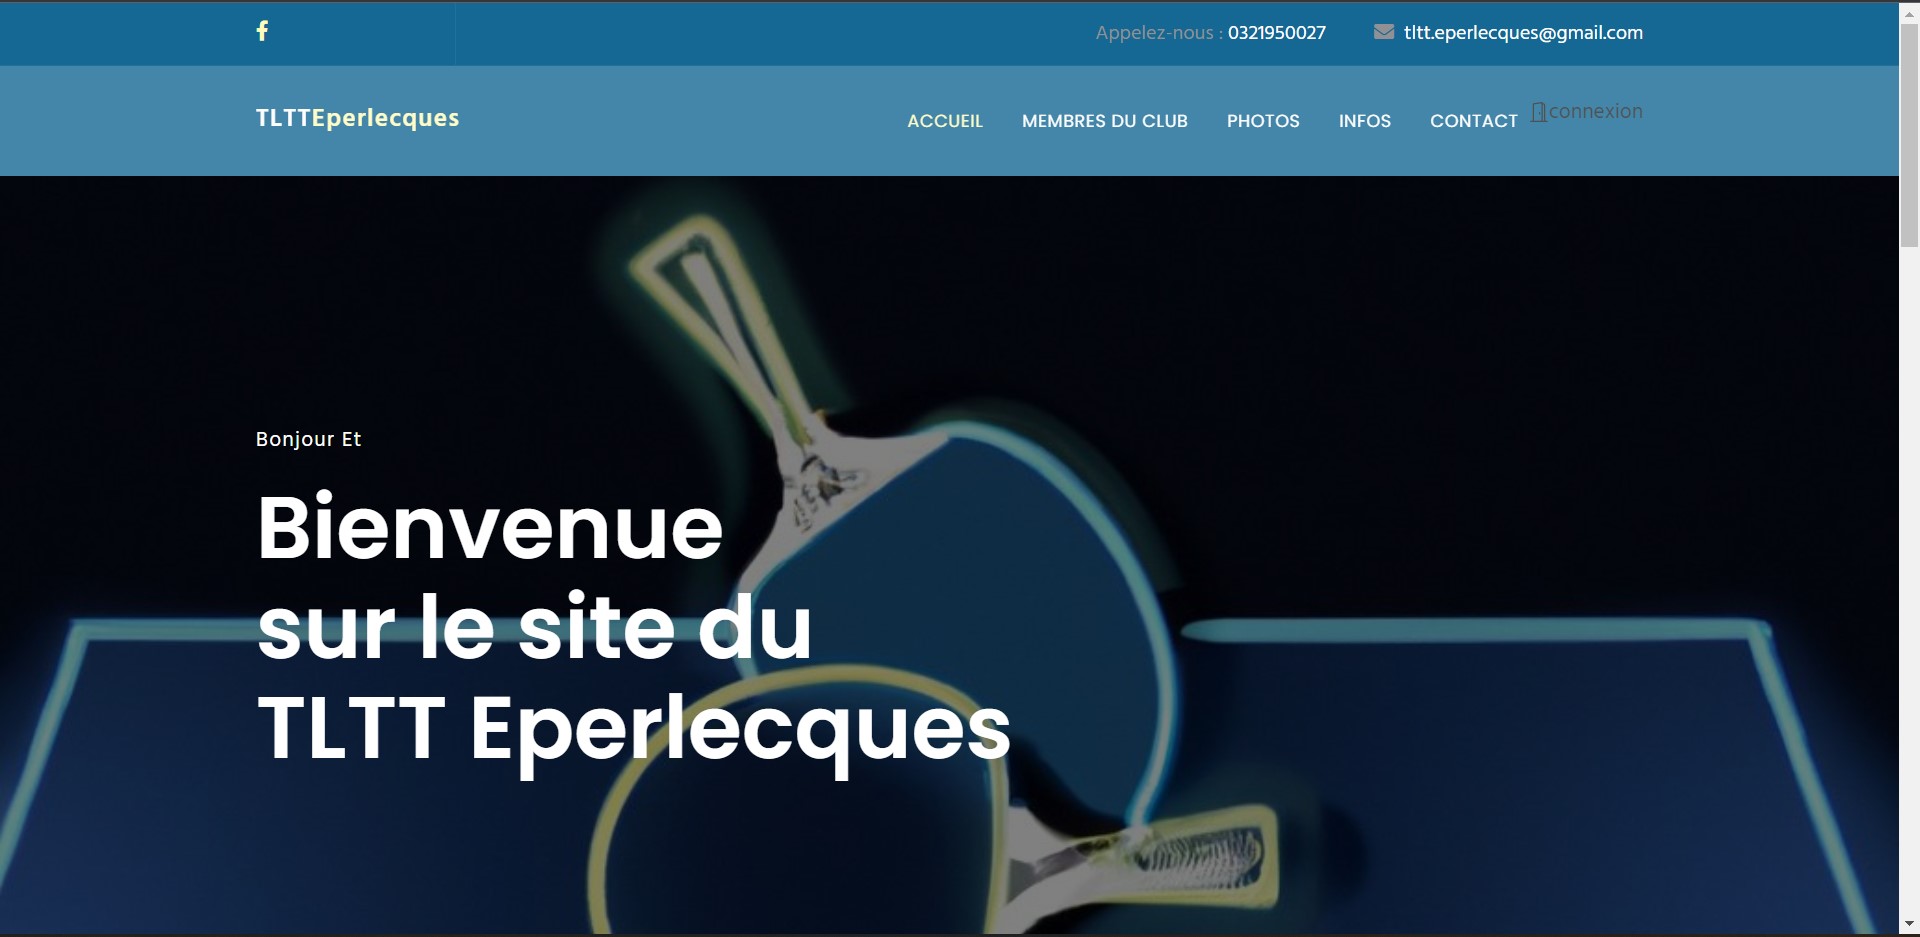 Appelez-nous : 0321950027 tltt.eperlecques@gmail.com
TLTTEperlecques ACCUEIL MEMBRES DU CLUB PHOTOS INFOS CONTACT connexion
Bonjour Et
Bienvenue
sur le site du
TLTT Eperlecques